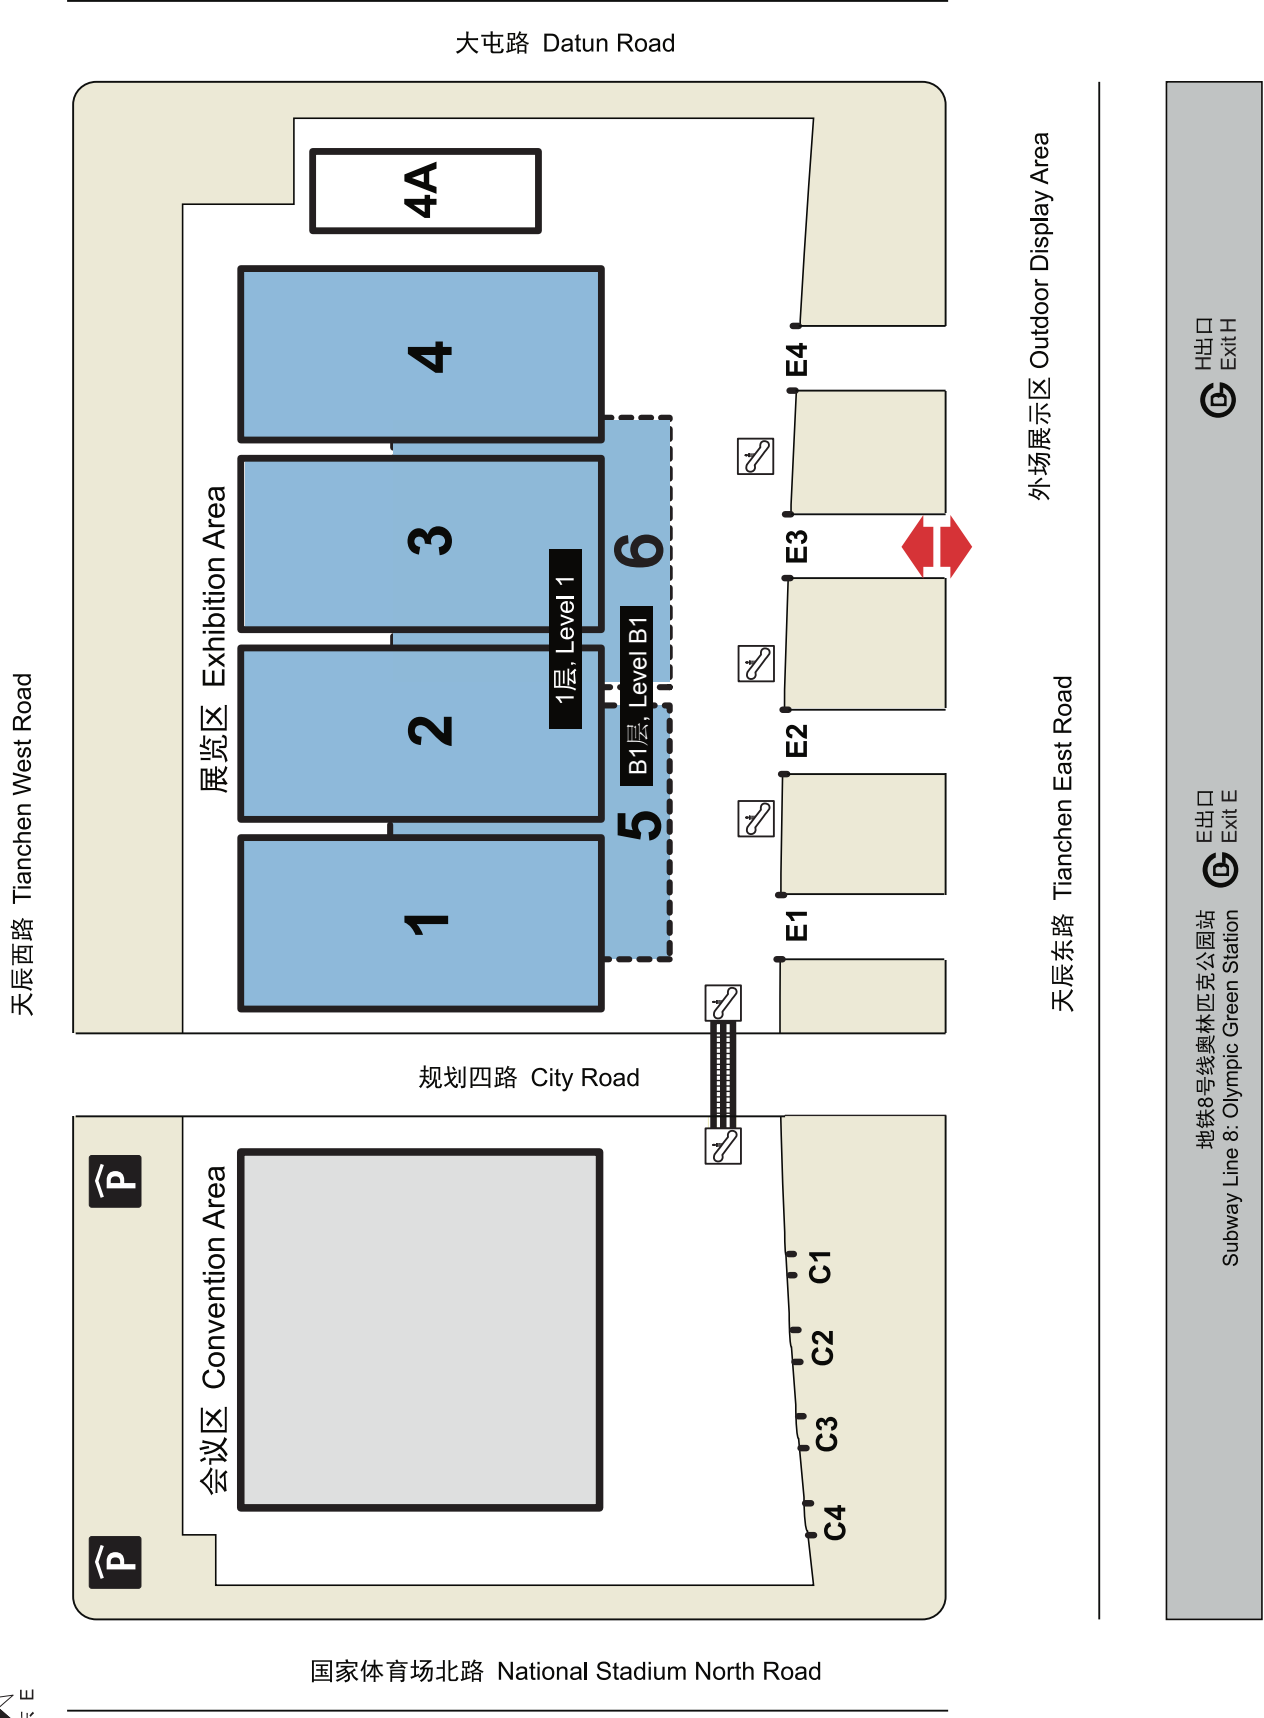 大屯路 Datun Road
4A
4
3
2
1
6
5
1层, Level 1
B1层, Level B1
展览区 Exhibition Area
天辰西路 Tianchen West Road
E4
E3
E2
E1
外场展示区 Outdoor Display Area
天辰东路 Tianchen East Road
H出口
Exit H
E出口
Exit E
地铁8号线奥林匹克公园站
Subway Line 8: Olympic Green Station
规划四路 City Road
P
会议区 Convention Area
C1
C2
C3
C4
P
国家体育场北路 National Stadium North Road
E